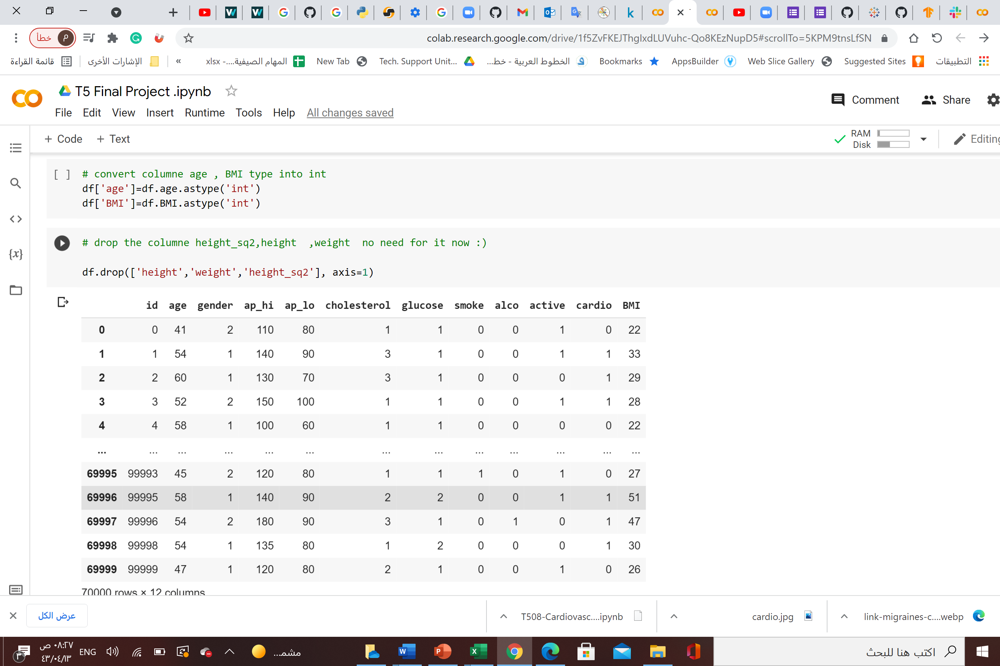 خطأ
م
colab.research.google.com/drive/1f5ZvFKEJThgIxdLUVuhc-Qo8KEzNupD5#scrollTo=5KPM9tnsLfSN
التطبيقات Suggested Sites Web Slice Gallery AppsBuilder Bookmarks الخطوط العربية - خط... Tech. Support Unit... New Tab المهام الصيفية....- xlsx » الإشارات الأخرى قائمة القراءة
T5 Final Project .ipynb
File Edit View Insert Runtime Tools Help All changes saved
Comment Share
+ Code + Text
RAM
Disk
Editing
[ ] # convert columne age , BMI type into int
df['age']=df.age.astype('int')
df['BMI']=df.BMI.astype('int')
# drop the columne height_sq2,height  ,weight  no need for it now :)
df.drop(['height','weight','height_sq2'], axis=1)
id age gender ap_hi ap_lo cholesterol glucose smoke alco active cardio BMI
0 0 41 2 110 80 1 1 0 0 1 0 22
1 1 54 1 140 90 3 1 0 0 1 1 33
2 2 60 1 130 70 3 1 0 0 0 1 29
3 3 52 2 150 100 1 1 0 0 1 1 28
4 4 58 1 100 60 1 1 0 0 0 0 22
... ... ... ... ... ... ... ... ... ... ... ... ...
69995 99993 45 2 120 80 1 1 1 0 1 0 27
69996 99995 58 1 140 90 2 2 0 0 1 1 51
69997 99996 54 2 180 90 3 1 0 1 0 1 47
69998 99998 54 1 135 80 1 2 0 0 0 1 30
69999 99999 47 1 120 80 2 1 0 0 1 0 26
70000 rows × 12 columns
عرض الكل
T508-Cardiovasc....ipynb
cardio.jpg
link-migraines-c....webp
٠٨:٢٧ ص
٤٣/٠٤/١٣
٣
ENG
مشمـ...
اكتب هنا للبحث